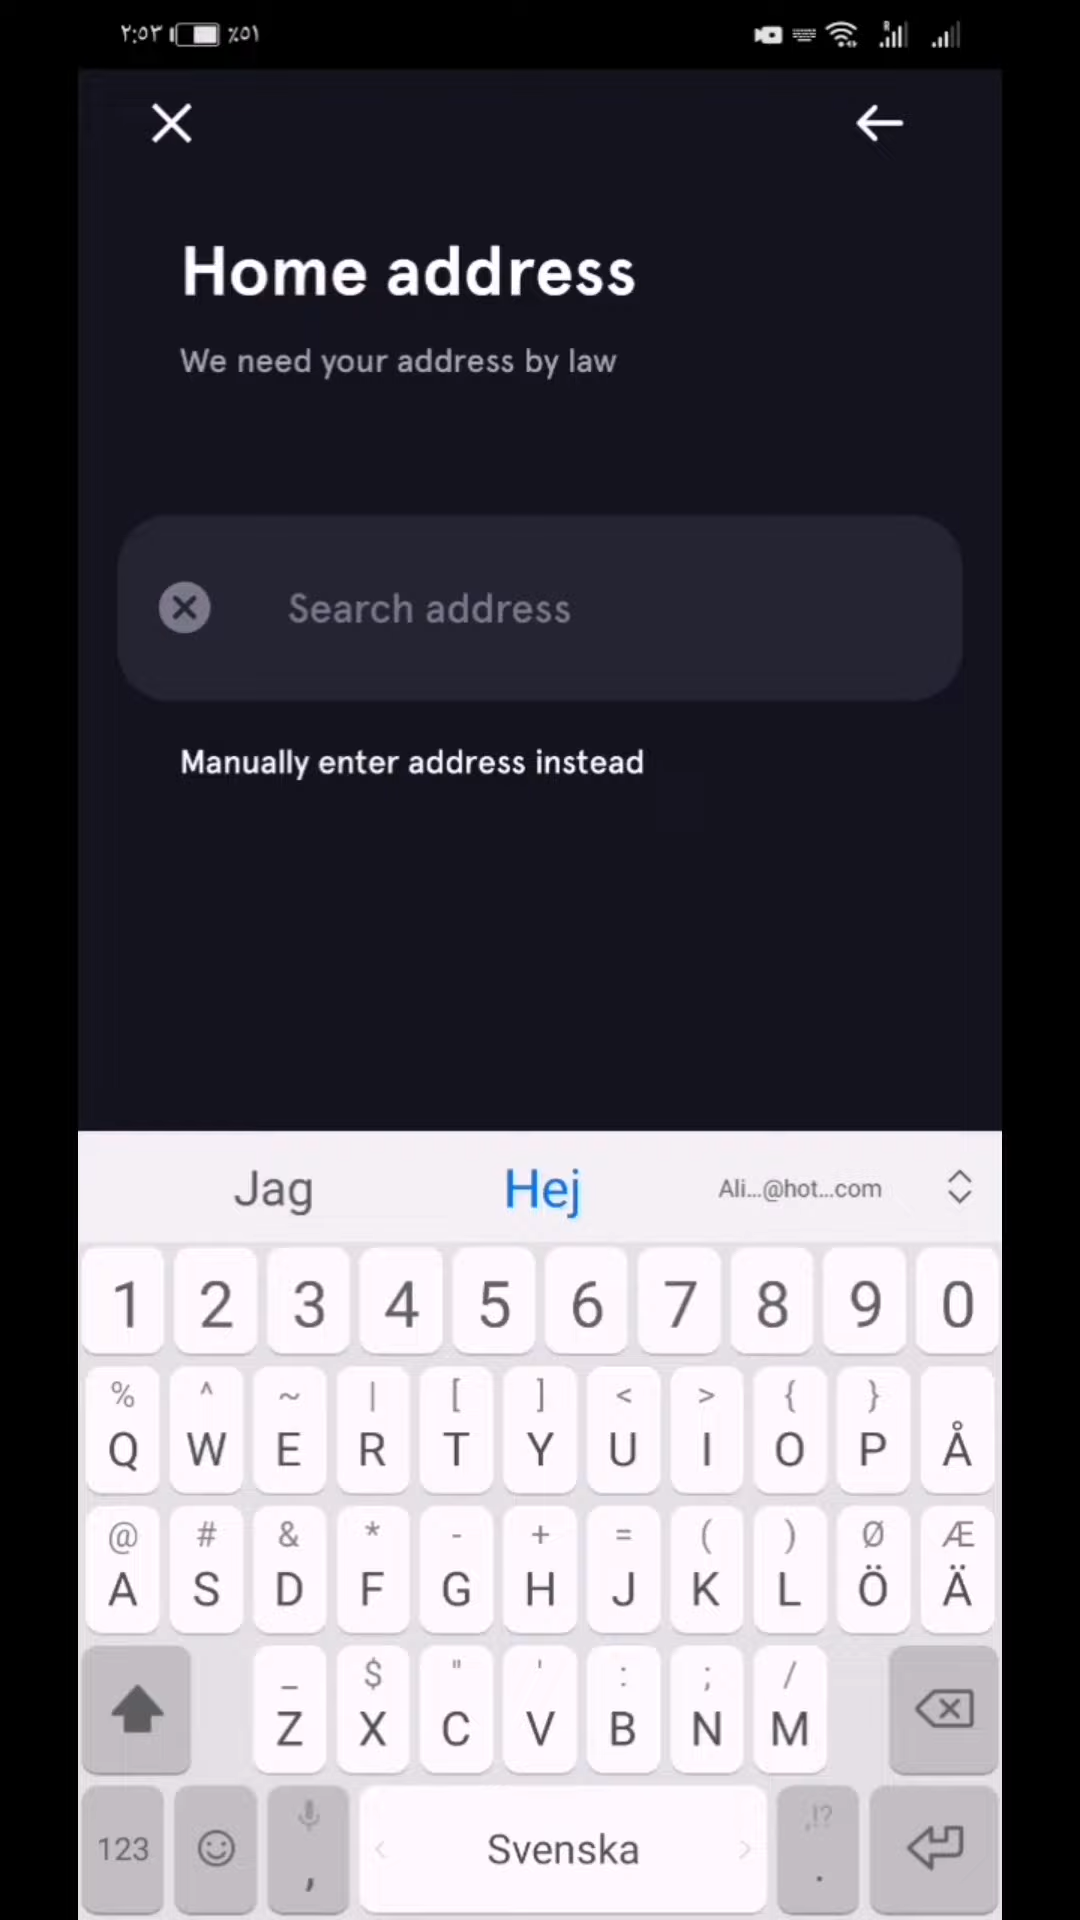 ٢:٥٣ ٪٥١
Home address
We need your address by law
Search address
Manually enter address instead
Jag Hej Ali...@hot...com
1 2 3 4 5 6 7 8 9 0
% ^ ~ | [ ] < > { }
Q W E R T Y U I O P Å
@ # & * - + = ( ) Ø Æ
A S D F G H J K L Ö Ä
_ $ " ' : ; /
Z X C V B N M
,!?
123 , Svenska .